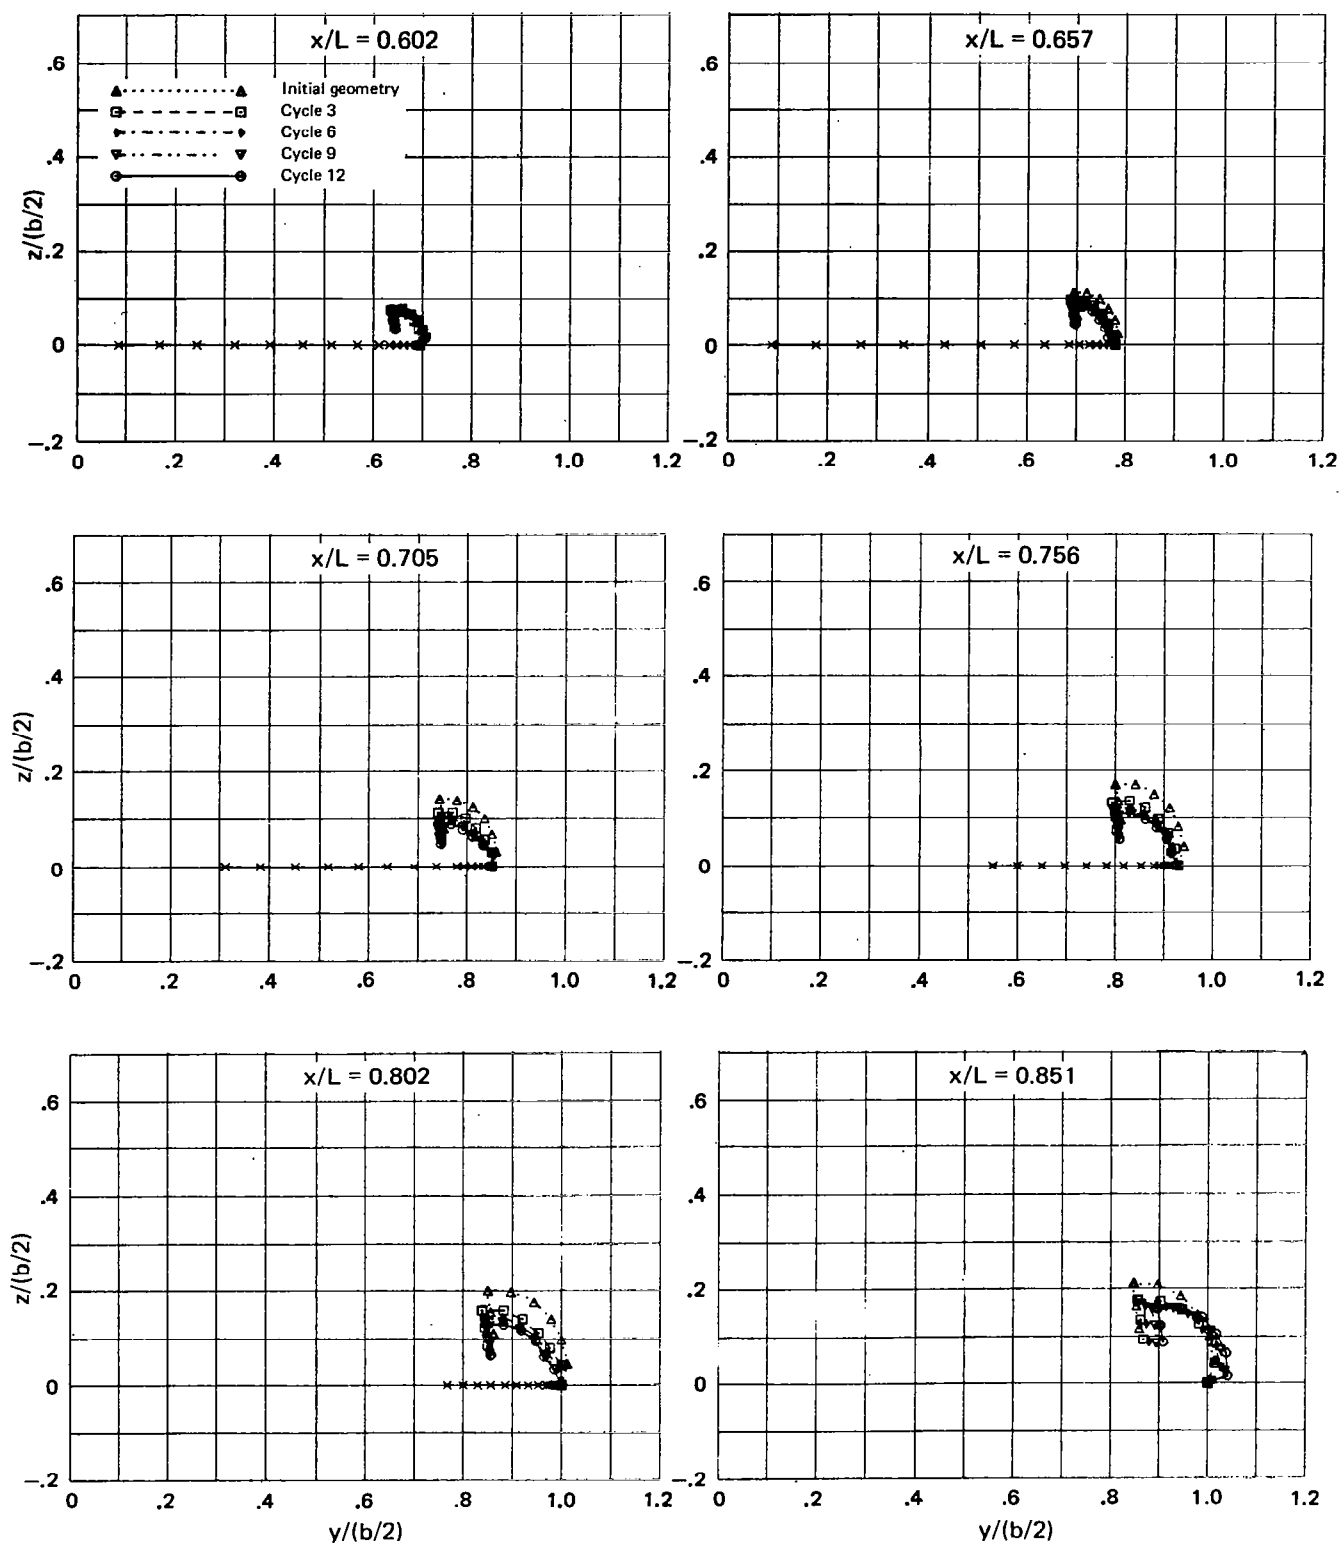 x/L = 0.602
Initial geometry
Cycle 3
Cycle 6
Cycle 9
Cycle 12
z/(b/2)
.6
.4
.2
0
−.2
0 .2 .4 .6 .8 1.0 1.2
x/L = 0.657
.6
.4
.2
0
−.2
0 .2 .4 .6 .8 1.0 1.2
x/L = 0.705
z/(b/2)
.6
.4
.2
0
−.2
0 .2 .4 .6 .8 1.0 1.2
x/L = 0.756
.6
.4
.2
0
−.2
0 .2 .4 .6 .8 1.0 1.2
x/L = 0.802
z/(b/2)
.6
.4
.2
0
−.2
0 .2 .4 .6 .8 1.0 1.2
y/(b/2)
x/L = 0.851
.6
.4
.2
0
−.2
0 .2 .4 .6 .8 1.0 1.2
y/(b/2)